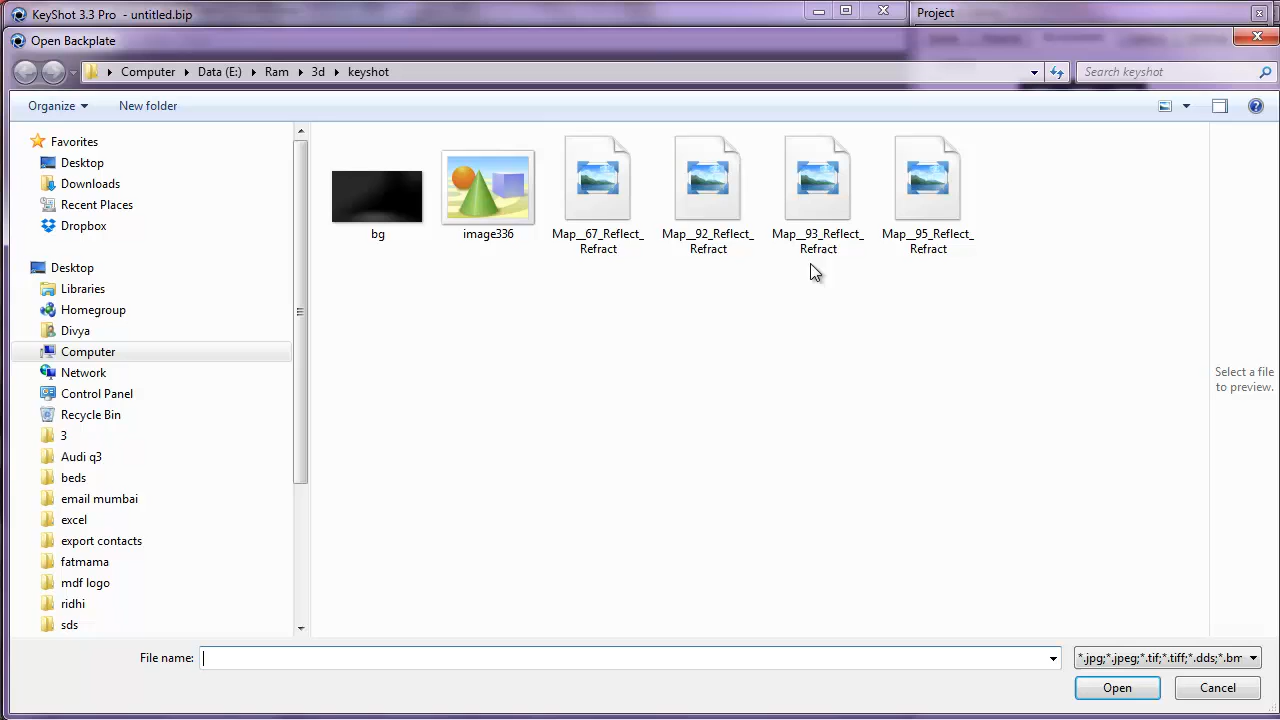 KeyShot 3.3 Pro - untitled.bip
Project
Open Backplate
Computer Data (E:) Ram 3d keyshot
Search keyshot
Organize New folder
Favorites
Desktop
Downloads
Recent Places
Dropbox
Desktop
Libraries
Homegroup
Divya
Computer
Network
Control Panel
Recycle Bin
3
Audi q3
beds
email mumbai
excel
export contacts
fatmama
mdf logo
ridhi
sds
bg
image336
Map__67_Reflect_
Refract
Map__92_Reflect_
Refract
Map__93_Reflect_
Refract
Map__95_Reflect_
Refract
Select a file
to preview.
File name:
*.jpg;*.jpeg;*.tif;*.tiff;*.dds;*.bm
Open
Cancel